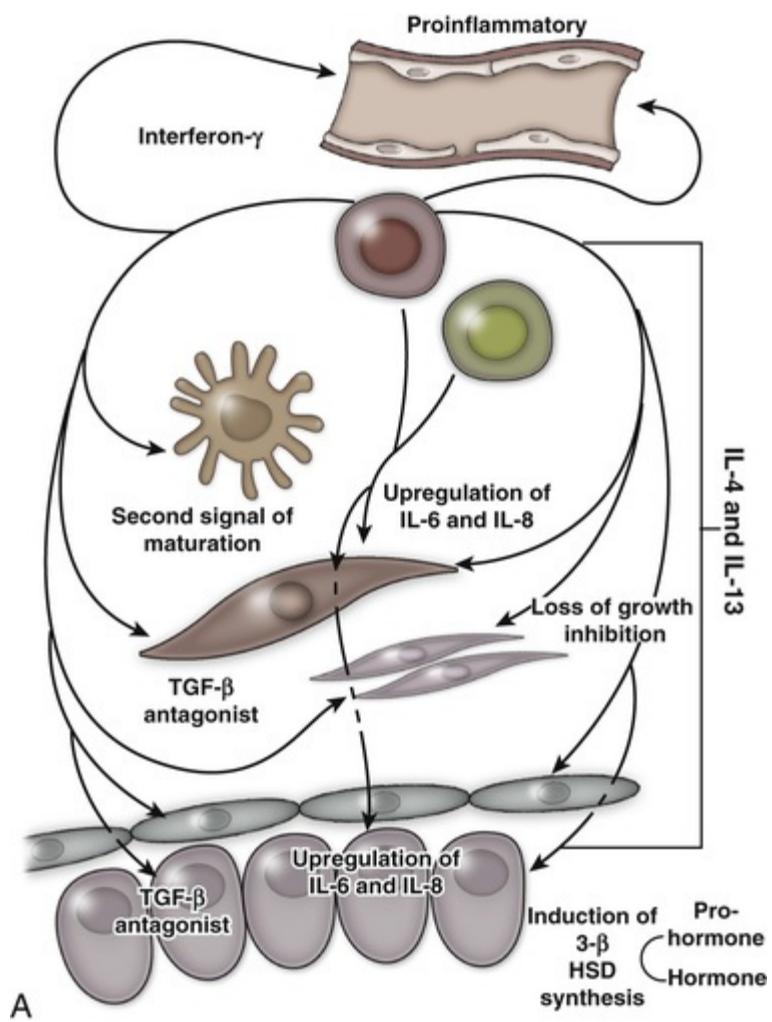 Proinflammatory
Interferon-γ
Second signal of
maturation
Upregulation of
IL-6 and IL-8
IL-4 and IL-13
Loss of growth
inhibition
TGF-β
antagonist
TGF-β
antagonist
Upregulation of
IL-6 and IL-8
Induction of
3-β
HSD
synthesis
Pro-
hormone
Hormone
A